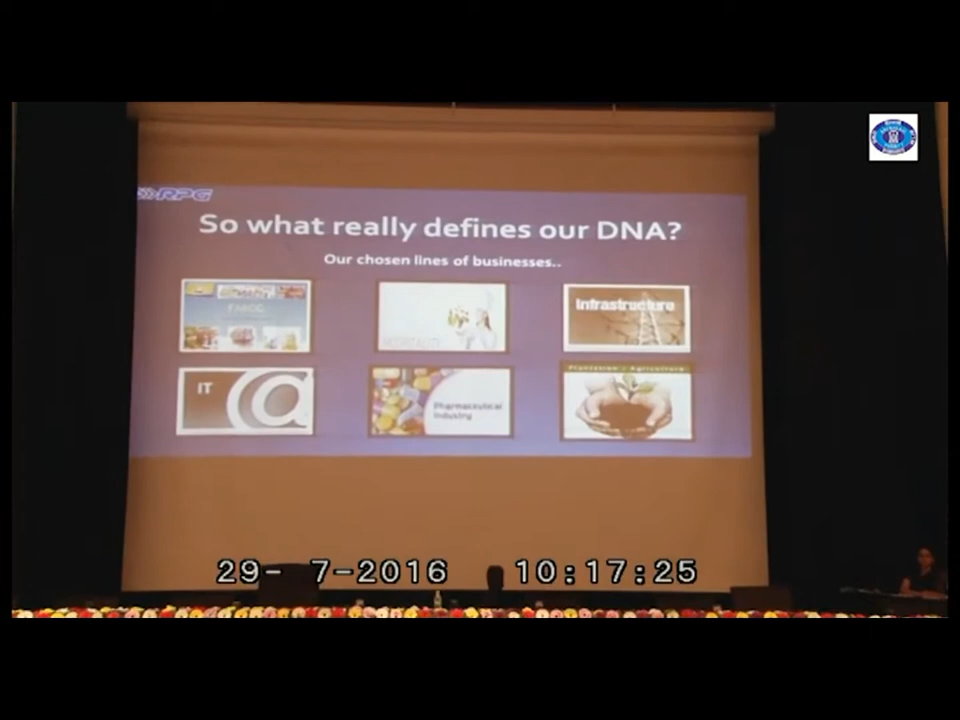 RPG
So what really defines our DNA?
Our chosen lines of businesses..
FMCG
Infrastructure
IT
@
Pharmaceutical
Industry
Plantation / Agriculture
29- 7-2016 10:17:25